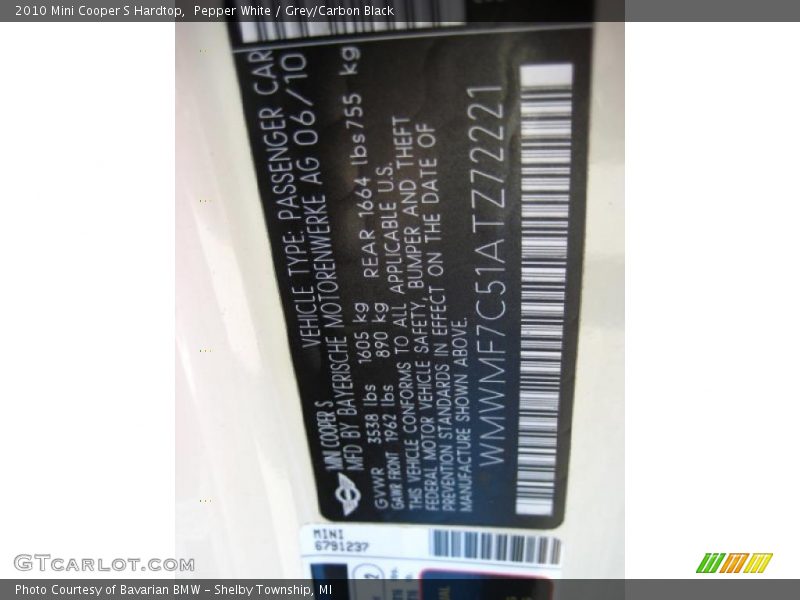 2010 Mini Cooper S Hardtop, Pepper White / Grey/Carbon Black
MINI COOPER S VEHICLE TYPE: PASSENGER CAR
MFD BY BAYERISCHE MOTORENWERKE AG 06/10
GVWR 3538 lbs 1605 kg
GAWR FRONT 1962 lbs 890 kg REAR 1664 lbs 755 kg
THIS VEHICLE CONFORMS TO ALL APPLICABLE U.S.
FEDERAL MOTOR VEHICLE SAFETY, BUMPER AND THEFT
PREVENTION STANDARDS IN EFFECT ON THE DATE OF
MANUFACTURE SHOWN ABOVE.
WMWMF7C51ATZ72221
MINI
6791237
2
GTcarlot.com
Photo Courtesy of Bavarian BMW - Shelby Township, MI